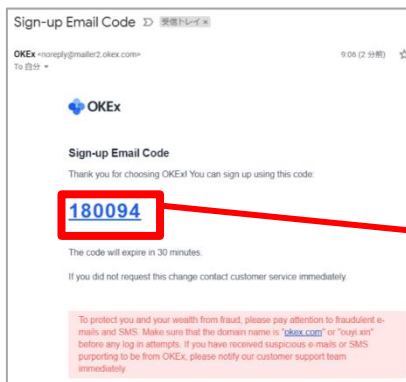 Sign-up Email Code 受信トレイ ×
OKEx <noreply@mailer2.okex.com> 9:06 (2 分前)
To 自分
OKEx
Sign-up Email Code
Thank you for choosing OKEx! You can sign up using this code:
180094
The code will expire in 30 minutes.
If you did not request this change contact customer service immediately.
To protect you and your wealth from fraud, please pay attention to fraudulent e-
mails and SMS. Make sure that the domain name is "okex.com" or "ouyi.xin"
before any log in attempts. If you have received suspicious e-mails or SMS
purporting to be from OKEx, please notify our customer support team
immediately.